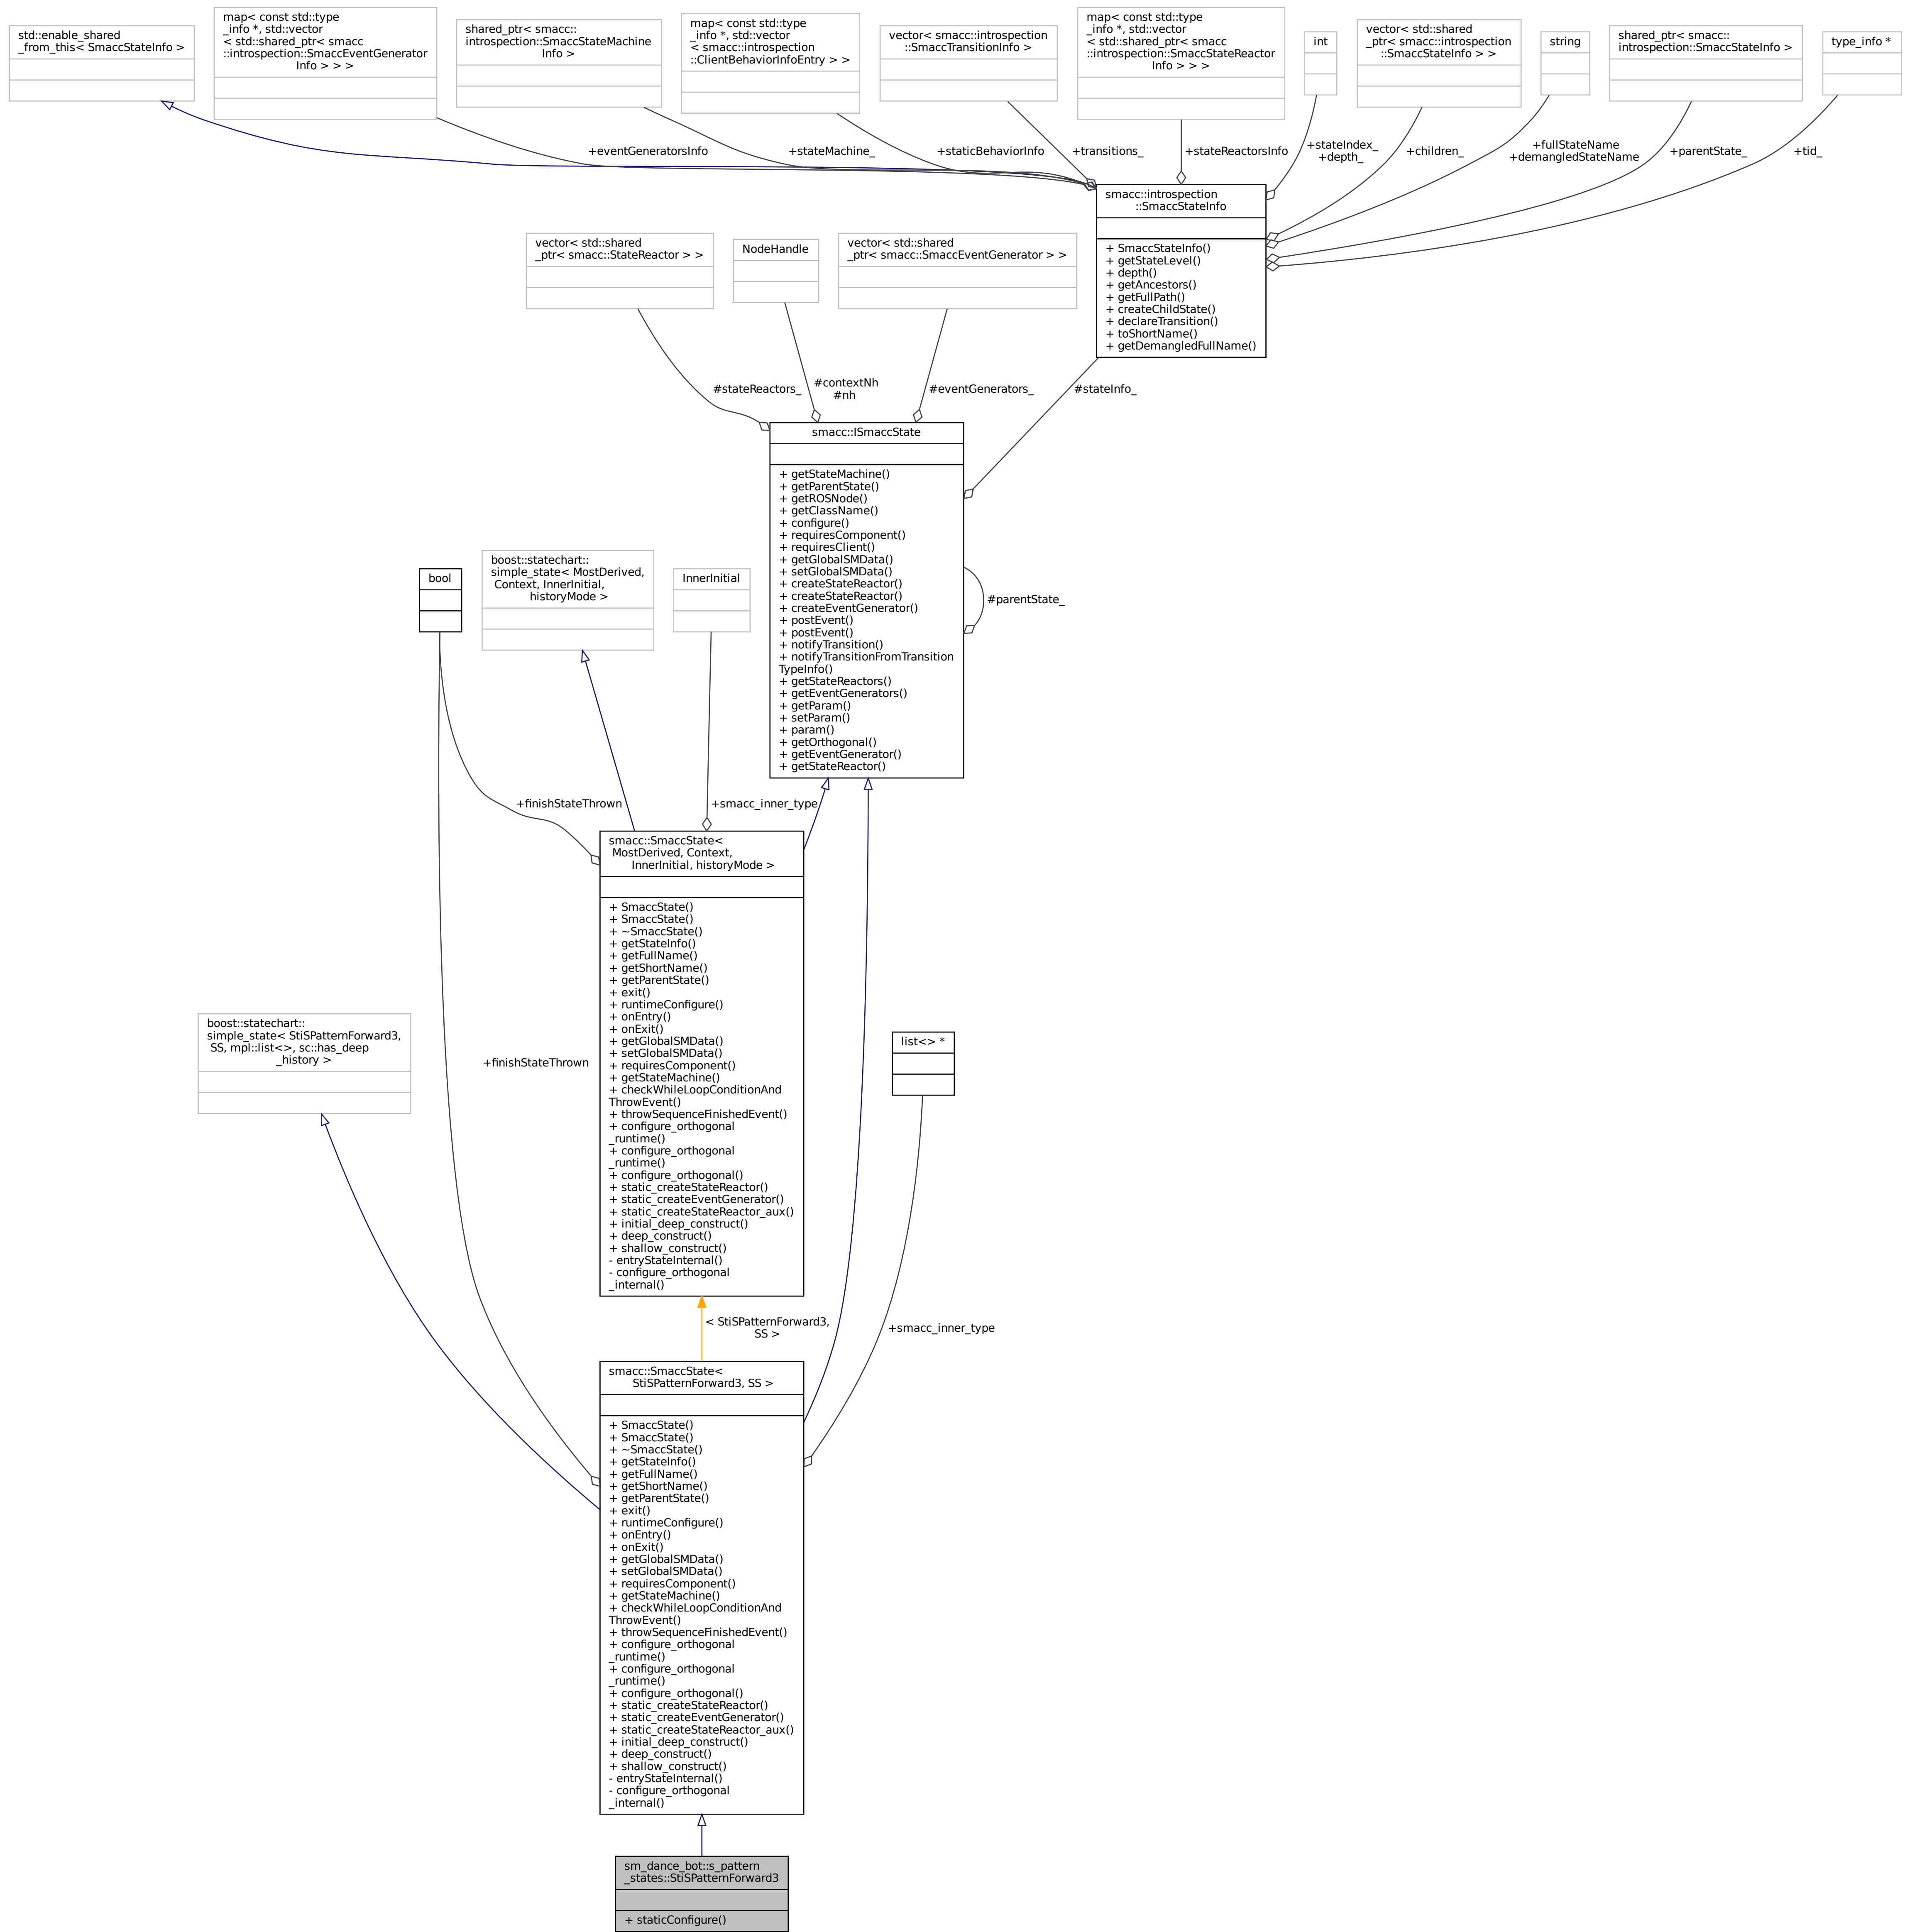 std::enable_shared
_from_this< SmaccStateInfo >
map< const std::type
_info *, std::vector
< std::shared_ptr< smacc
::introspection::SmaccEventGenerator
Info > > >
shared_ptr< smacc::
introspection::SmaccStateMachine
Info >
map< const std::type
_info *, std::vector
< smacc::introspection
::ClientBehaviorInfoEntry > >
vector< smacc::introspection
::SmaccTransitionInfo >
map< const std::type
_info *, std::vector
< std::shared_ptr< smacc
::introspection::SmaccStateReactor
Info > > >
int
vector< std::shared
_ptr< smacc::introspection
::SmaccStateInfo > >
string
shared_ptr< smacc::
introspection::SmaccStateInfo >
type_info *
+eventGeneratorsInfo
+stateMachine_
+staticBehaviorInfo
+transitions_
+stateReactorsInfo
+stateIndex_
+depth_
+children_
+fullStateName
+demangledStateName
+parentState_
+tid_
smacc::introspection
::SmaccStateInfo
+ SmaccStateInfo()
+ getStateLevel()
+ depth()
+ getAncestors()
+ getFullPath()
+ createChildState()
+ declareTransition()
+ toShortName()
+ getDemangledFullName()
vector< std::shared
_ptr< smacc::StateReactor > >
NodeHandle
vector< std::shared
_ptr< smacc::SmaccEventGenerator > >
#stateReactors_
#contextNh
#nh
#eventGenerators_
#stateInfo_
smacc::ISmaccState
+ getStateMachine()
+ getParentState()
+ getROSNode()
+ getClassName()
+ configure()
+ requiresComponent()
+ requiresClient()
+ getGlobalSMData()
+ setGlobalSMData()
+ createStateReactor()
+ createStateReactor()
+ createEventGenerator()
+ postEvent()
+ postEvent()
+ notifyTransition()
+ notifyTransitionFromTransition
TypeInfo()
+ getStateReactors()
+ getEventGenerators()
+ getParam()
+ setParam()
+ param()
+ getOrthogonal()
+ getEventGenerator()
+ getStateReactor()
#parentState_
bool
boost::statechart::
simple_state< MostDerived,
Context, InnerInitial,
historyMode >
InnerInitial
+finishStateThrown
+smacc_inner_type
smacc::SmaccState<
MostDerived, Context,
InnerInitial, historyMode >
+ SmaccState()
+ SmaccState()
+ ~SmaccState()
+ getStateInfo()
+ getFullName()
+ getShortName()
+ getParentState()
+ exit()
+ runtimeConfigure()
+ onEntry()
+ onExit()
+ getGlobalSMData()
+ setGlobalSMData()
+ requiresComponent()
+ getStateMachine()
+ checkWhileLoopConditionAnd
ThrowEvent()
+ throwSequenceFinishedEvent()
+ configure_orthogonal
_runtime()
+ configure_orthogonal
_runtime()
+ configure_orthogonal()
+ static_createStateReactor()
+ static_createEventGenerator()
+ static_createStateReactor_aux()
+ initial_deep_construct()
+ deep_construct()
+ shallow_construct()
- entryStateInternal()
- configure_orthogonal
_internal()
boost::statechart::
simple_state< StiSPatternForward3,
SS, mpl::list<>, sc::has_deep
_history >
+finishStateThrown
list<> *
< StiSPatternForward3,
SS >
+smacc_inner_type
smacc::SmaccState<
StiSPatternForward3, SS >
+ SmaccState()
+ SmaccState()
+ ~SmaccState()
+ getStateInfo()
+ getFullName()
+ getShortName()
+ getParentState()
+ exit()
+ runtimeConfigure()
+ onEntry()
+ onExit()
+ getGlobalSMData()
+ setGlobalSMData()
+ requiresComponent()
+ getStateMachine()
+ checkWhileLoopConditionAnd
ThrowEvent()
+ throwSequenceFinishedEvent()
+ configure_orthogonal
_runtime()
+ configure_orthogonal
_runtime()
+ configure_orthogonal()
+ static_createStateReactor()
+ static_createEventGenerator()
+ static_createStateReactor_aux()
+ initial_deep_construct()
+ deep_construct()
+ shallow_construct()
- entryStateInternal()
- configure_orthogonal
_internal()
sm_dance_bot::s_pattern
_states::StiSPatternForward3
+ staticConfigure()